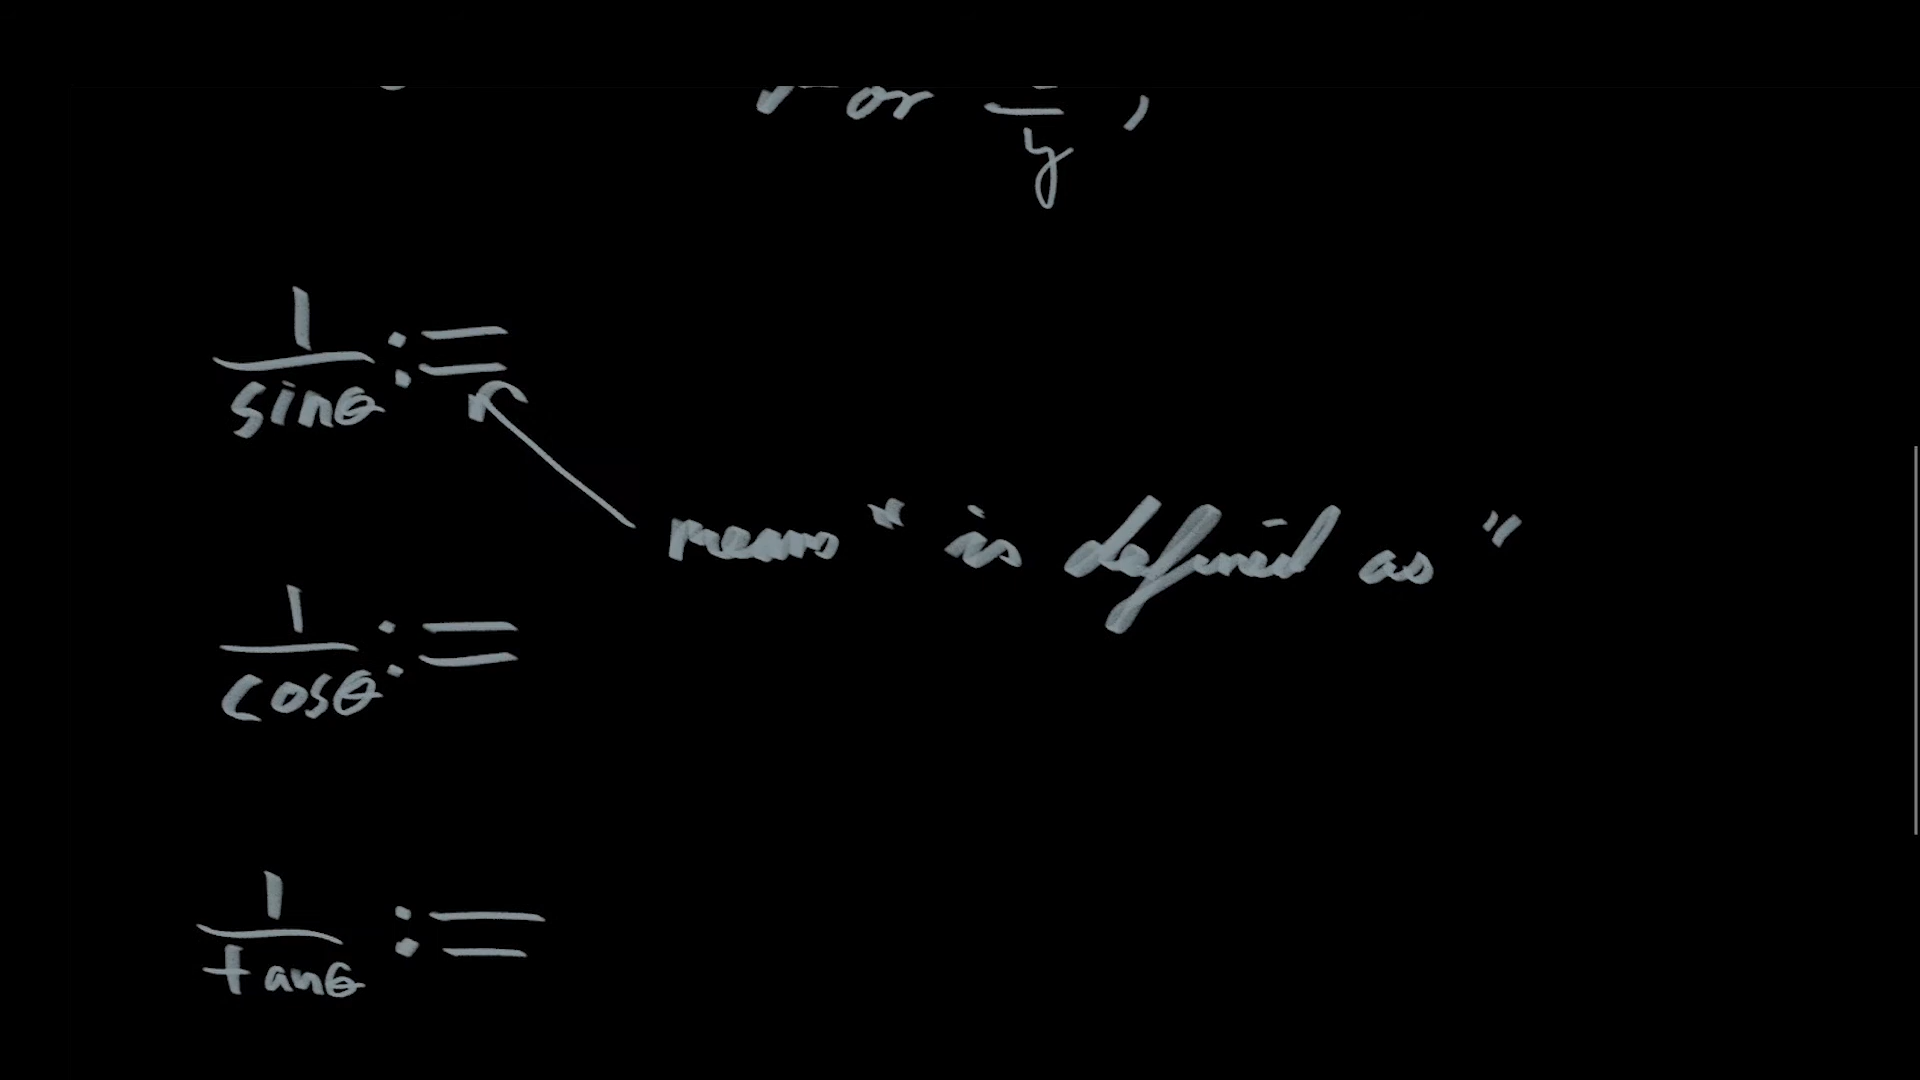 or —/y ,
1/sinθ :=
means " is defined as "
1/cosθ :=
1/tanθ :=